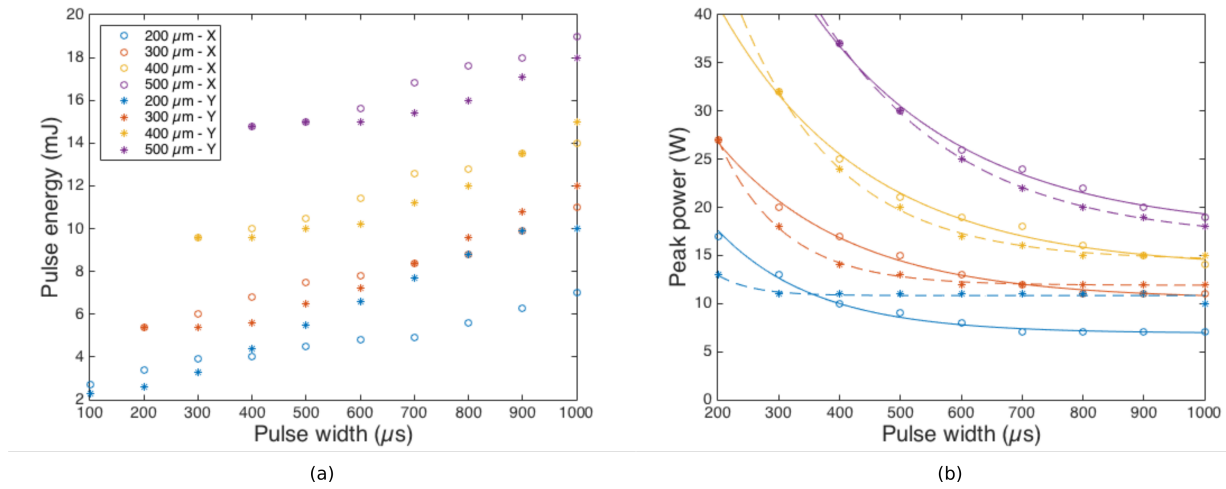 20
18
16
14
12
10
8
6
4
2
Pulse energy (mJ)
200 µm - X
300 µm - X
400 µm - X
500 µm - X
200 µm - Y
300 µm - Y
400 µm - Y
500 µm - Y
100 200 300 400 500 600 700 800 900 1000
Pulse width (µs)
(a)
40
35
30
25
20
15
10
5
0
Peak power (W)
200 300 400 500 600 700 800 900 1000
Pulse width (µs)
(b)